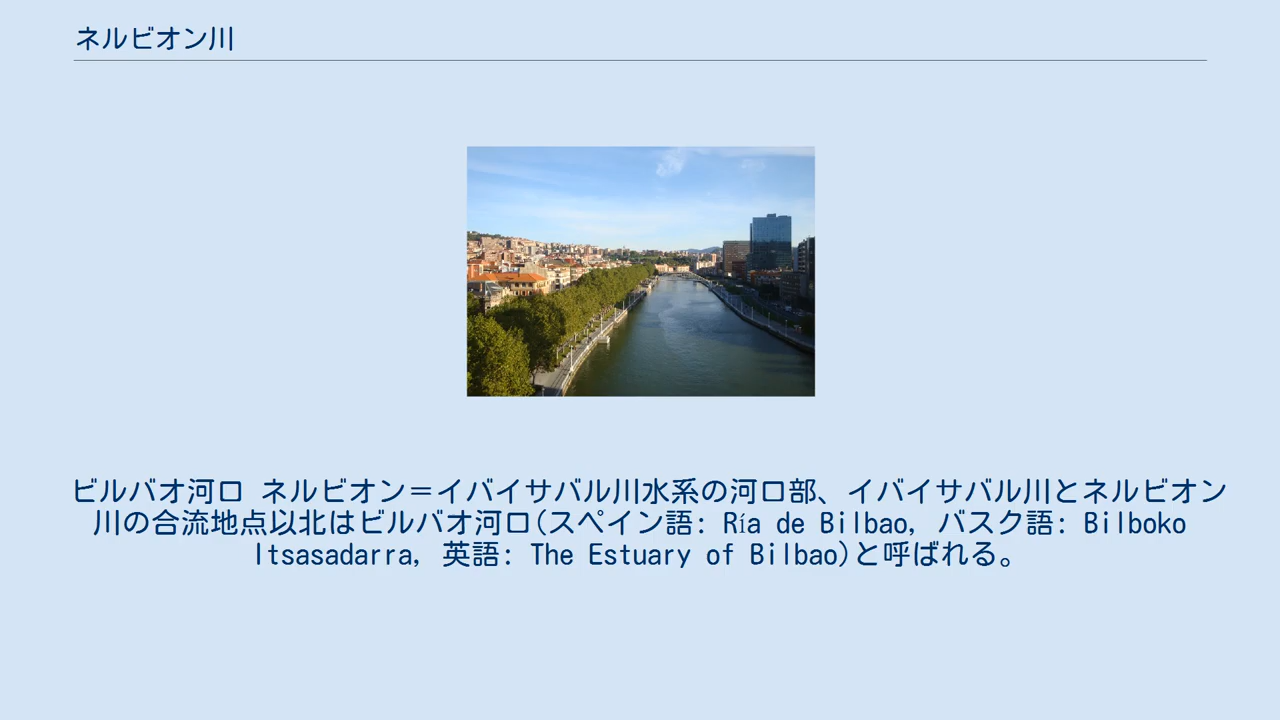 ネルビオン川
ビルバオ河口 ネルビオン＝イバイサバル川水系の河口部、イバイサバル川とネルビオン
川の合流地点以北はビルバオ河口(スペイン語: Ría de Bilbao, バスク語: Bilboko
Itsasadarra, 英語: The Estuary of Bilbao)と呼ばれる。